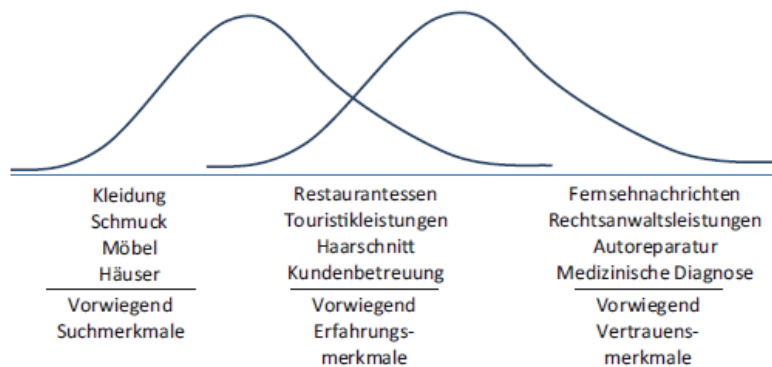 Kleidung
Schmuck
Möbel
Häuser
Vorwiegend
Suchmerkmale
Restaurantessen
Touristikleistungen
Haarschnitt
Kundenbetreuung
Vorwiegend
Erfahrungs-
merkmale
Fernsehnachrichten
Rechtsanwaltsleistungen
Autoreparatur
Medizinische Diagnose
Vorwiegend
Vertrauens-
merkmale